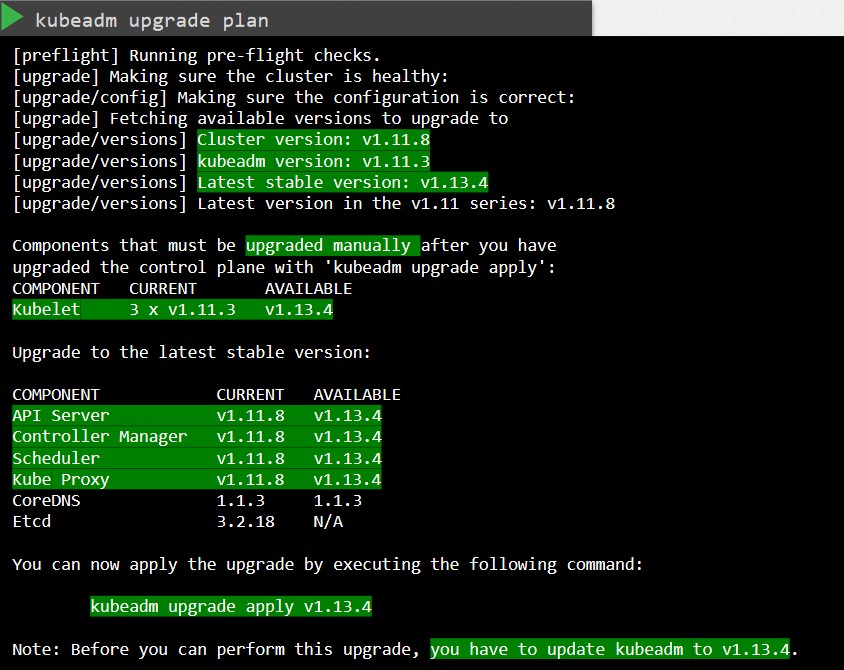 kubeadm upgrade plan
[preflight] Running pre-flight checks.
[upgrade] Making sure the cluster is healthy:
[upgrade/config] Making sure the configuration is correct:
[upgrade] Fetching available versions to upgrade to
[upgrade/versions] Cluster version: v1.11.8
[upgrade/versions] kubeadm version: v1.11.3
[upgrade/versions] Latest stable version: v1.13.4
[upgrade/versions] Latest version in the v1.11 series: v1.11.8
Components that must be upgraded manually after you have
upgraded the control plane with 'kubeadm upgrade apply':
COMPONENT CURRENT AVAILABLE
Kubelet 3 x v1.11.3 v1.13.4
Upgrade to the latest stable version:
COMPONENT CURRENT AVAILABLE
API Server v1.11.8 v1.13.4
Controller Manager v1.11.8 v1.13.4
Scheduler v1.11.8 v1.13.4
Kube Proxy v1.11.8 v1.13.4
CoreDNS 1.1.3 1.1.3
Etcd 3.2.18 N/A
You can now apply the upgrade by executing the following command:
kubeadm upgrade apply v1.13.4
Note: Before you can perform this upgrade, you have to update kubeadm to v1.13.4.